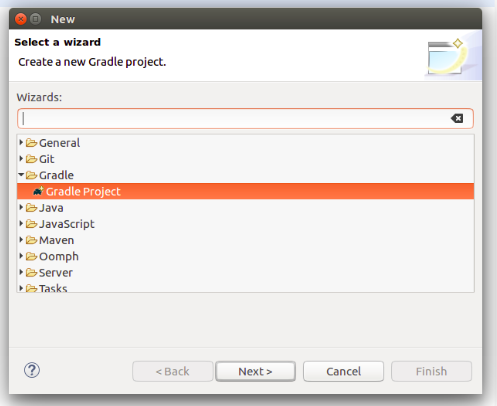 New
Select a wizard
Create a new Gradle project.
Wizards:
General
Git
Gradle
Gradle Project
Java
JavaScript
Maven
Oomph
Server
Tasks
? < Back Next > Cancel Finish